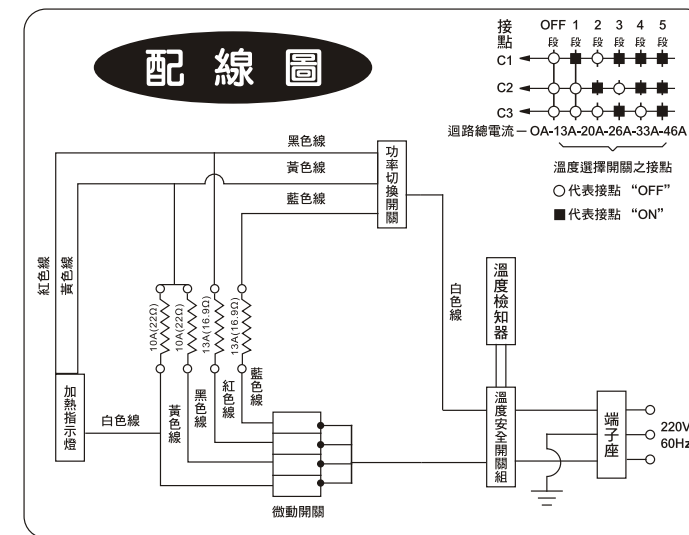 配線圖
接點 OFF 1 2 3 4 5
段 段 段 段 段 段
C1
C2
C3
迴路總電流－OA-13A-20A-26A-33A-46A
溫度選擇開關之接點
○代表接點 “OFF”
■代表接點 “ON”
黑色線
黃色線
藍色線
功率切換開關
紅色線
黃色線
白色線
溫度檢知器
10A(22Ω)
10A(22Ω)
13A(16.9Ω)
13A(16.9Ω)
加熱指示燈
白色線
黃色線
黑色線
紅色線
藍色線
微動開關
溫度安全開關組
端子座
220V
60Hz